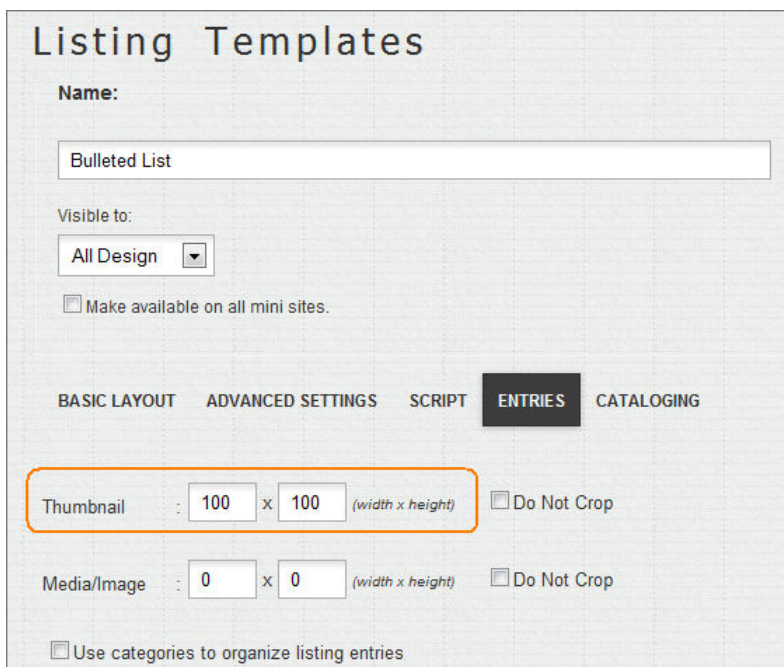 Listing Templates
Name:
Bulleted List
Visible to:
All Design
Make available on all mini sites.
BASIC LAYOUT ADVANCED SETTINGS SCRIPT ENTRIES CATALOGING
Thumbnail : 100 x 100 (width x height) Do Not Crop
Media/Image : 0 x 0 (width x height) Do Not Crop
Use categories to organize listing entries